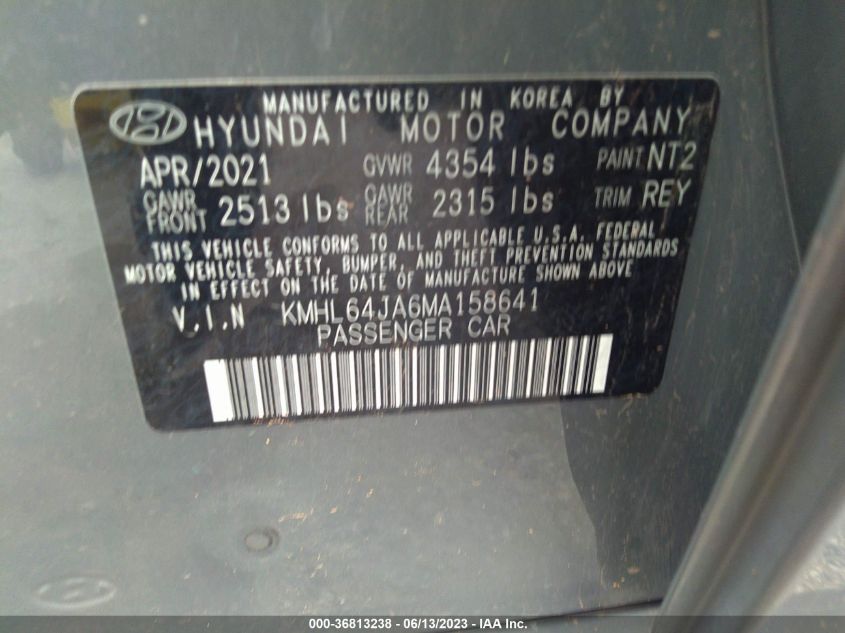 MANUFACTURED IN KOREA BY
HYUNDAI MOTOR COMPANY
APR/2021 GVWR 4354 lbs PAINT NT2
GAWR FRONT 2513 lbs GAWR REAR 2315 lbs TRIM REY
THIS VEHICLE CONFORMS TO ALL APPLICABLE U.S.A. FEDERAL
MOTOR VEHICLE SAFETY, BUMPER, AND THEFT PREVENTION STANDARDS
IN EFFECT ON THE DATE OF MANUFACTURE SHOWN ABOVE
V.I.N KMHL64JA6MA158641
PASSENGER CAR
000-36813238 - 06/13/2023 - IAA Inc.